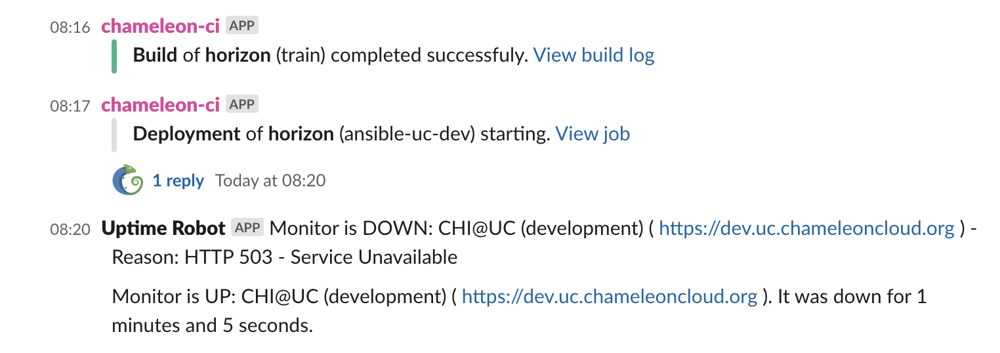 08:16 chameleon-ci APP
Build of horizon (train) completed successfuly. View build log
08:17 chameleon-ci APP
Deployment of horizon (ansible-uc-dev) starting. View job
1 reply Today at 08:20
08:20 Uptime Robot APP Monitor is DOWN: CHI@UC (development) ( https://dev.uc.chameleoncloud.org ) -
Reason: HTTP 503 - Service Unavailable
Monitor is UP: CHI@UC (development) ( https://dev.uc.chameleoncloud.org ). It was down for 1
minutes and 5 seconds.